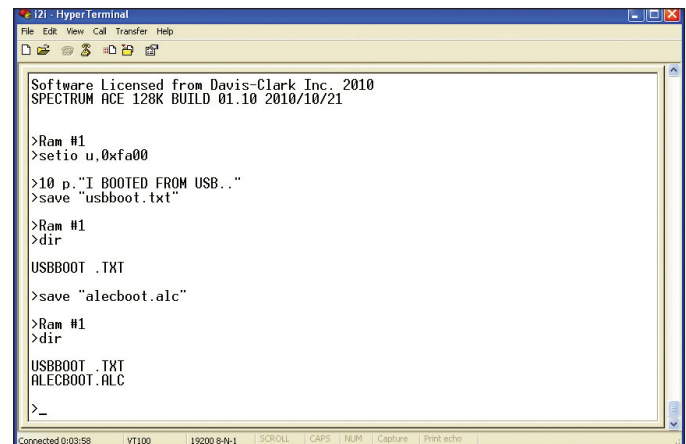 i2i - HyperTerminal
File Edit View Call Transfer Help
Software Licensed from Davis-Clark Inc. 2010
SPECTRUM ACE 128K BUILD 01.10 2010/10/21
>Ram #1
>setio u,0xfa00
>10 p."I BOOTED FROM USB.."
>save "usbboot.txt"
>Ram #1
>dir
USBBOOT .TXT
>save "alecboot.alc"
>Ram #1
>dir
USBBOOT .TXT
ALECBOOT.ALC
>_
Connected 0:03:58 VT100 19200 8-N-1 SCROLL CAPS NUM Capture Print echo